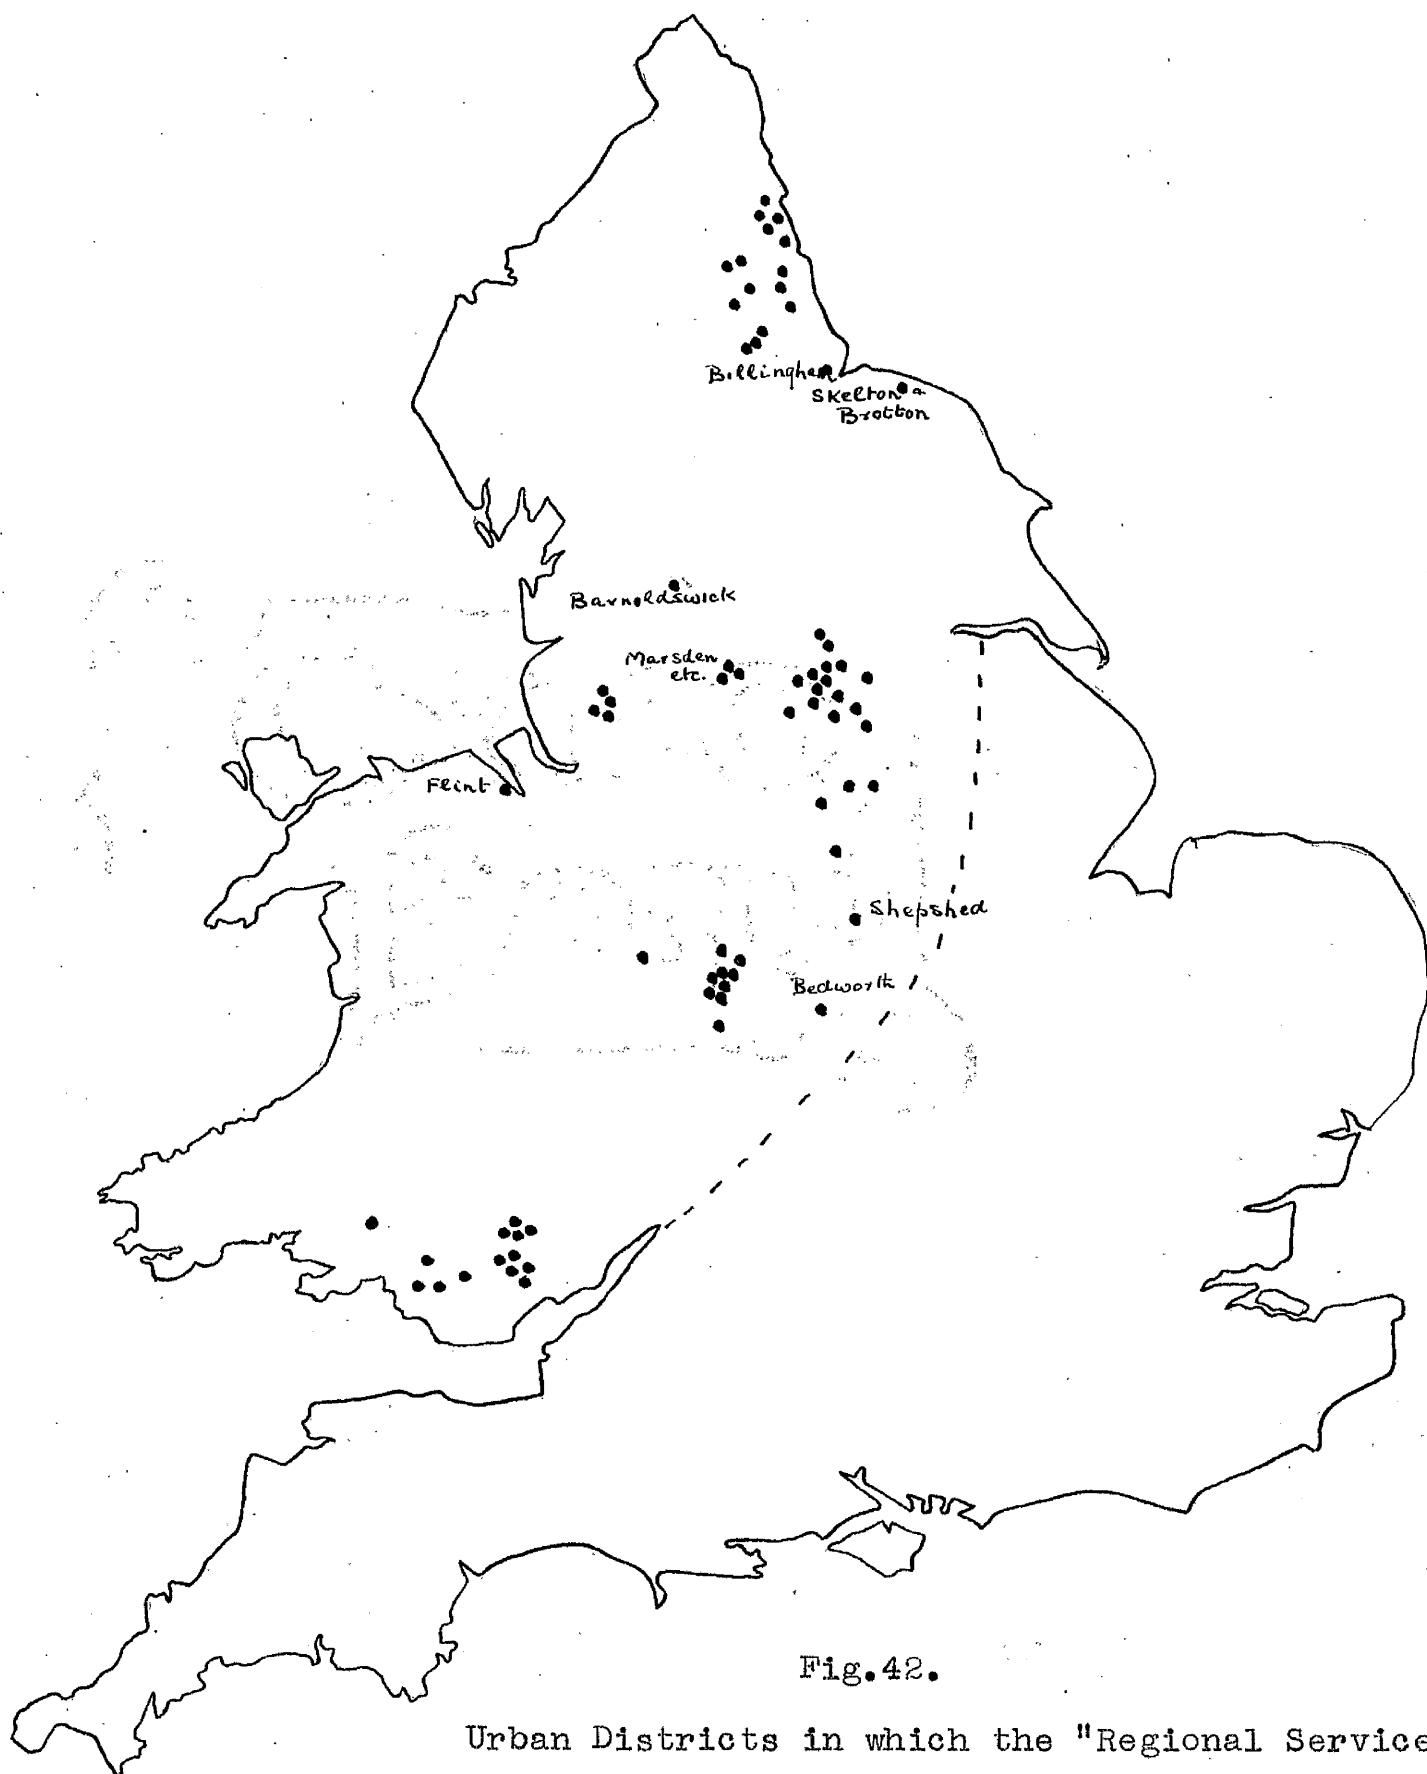 Billingham
Skelton &
Brotton
Barnoldswick
Marsden
etc.
Flint
Shepshed
Bedworth
Fig.42.
Urban Districts in which the "Regional Service